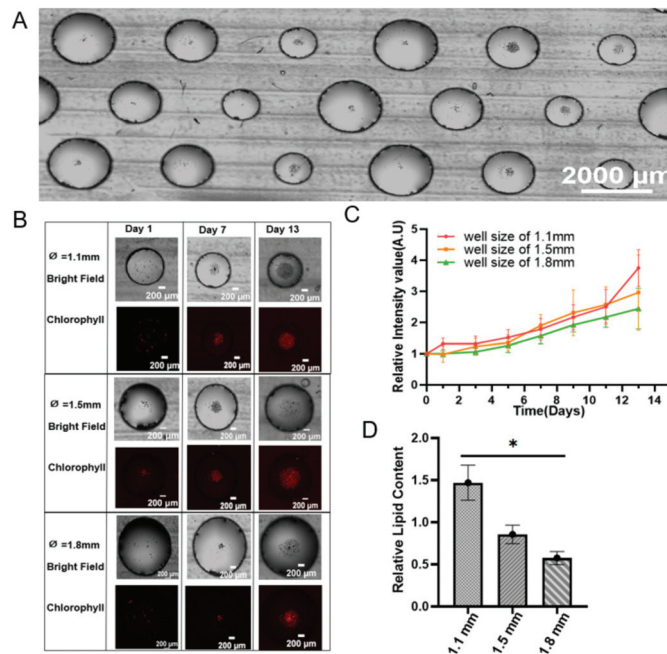 A
2000 µm
B
Day 1 Day 7 Day 13
Ø =1.1mm
Bright Field
200 µm 200 µm 200 µm
Chlorophyll
200 µm 200 µm 200 µm
Ø =1.5mm
Bright Field
200 µm 200 µm 200 µm
Chlorophyll
200 µm 200 µm 200 µm
Ø =1.8mm
Bright Field
200 µm 200 µm 200 µm
Chlorophyll
200 µm 200 µm 200 µm
C
Relative Intensity value(A.U)
6
5
4
3
2
1
0
well size of 1.1mm
well size of 1.5mm
well size of 1.8mm
0 2 4 6 8 10 12 14
Time(Days)
D
Relative Lipid Content
2.0
1.5
1.0
0.5
0.0
*
1.1 mm
1.5 mm
1.8 mm